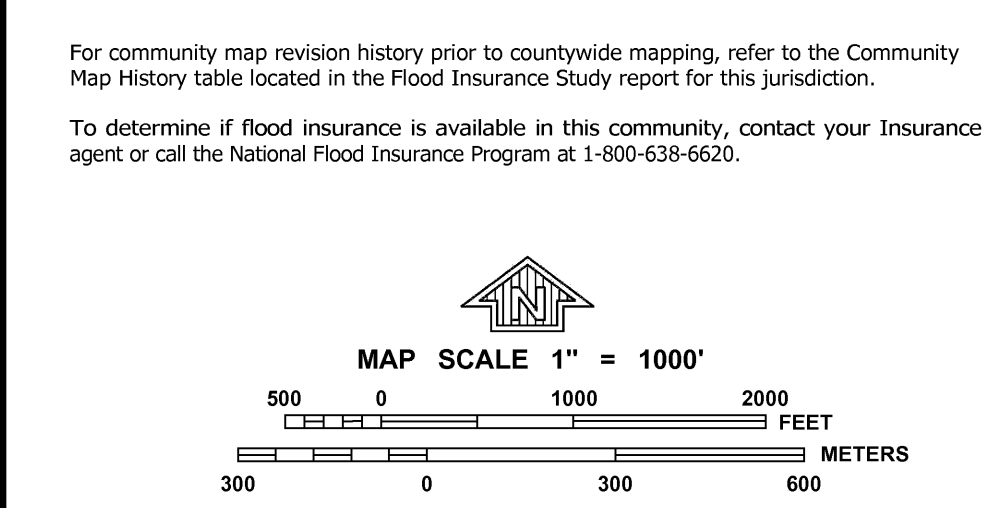 For community map revision history prior to countywide mapping, refer to the Community
Map History table located in the Flood Insurance Study report for this jurisdiction.
To determine if flood insurance is available in this community, contact your Insurance
agent or call the National Flood Insurance Program at 1-800-638-6620.
N
MAP SCALE 1" = 1000'
500 0 1000 2000
FEET
METERS
300 0 300 600